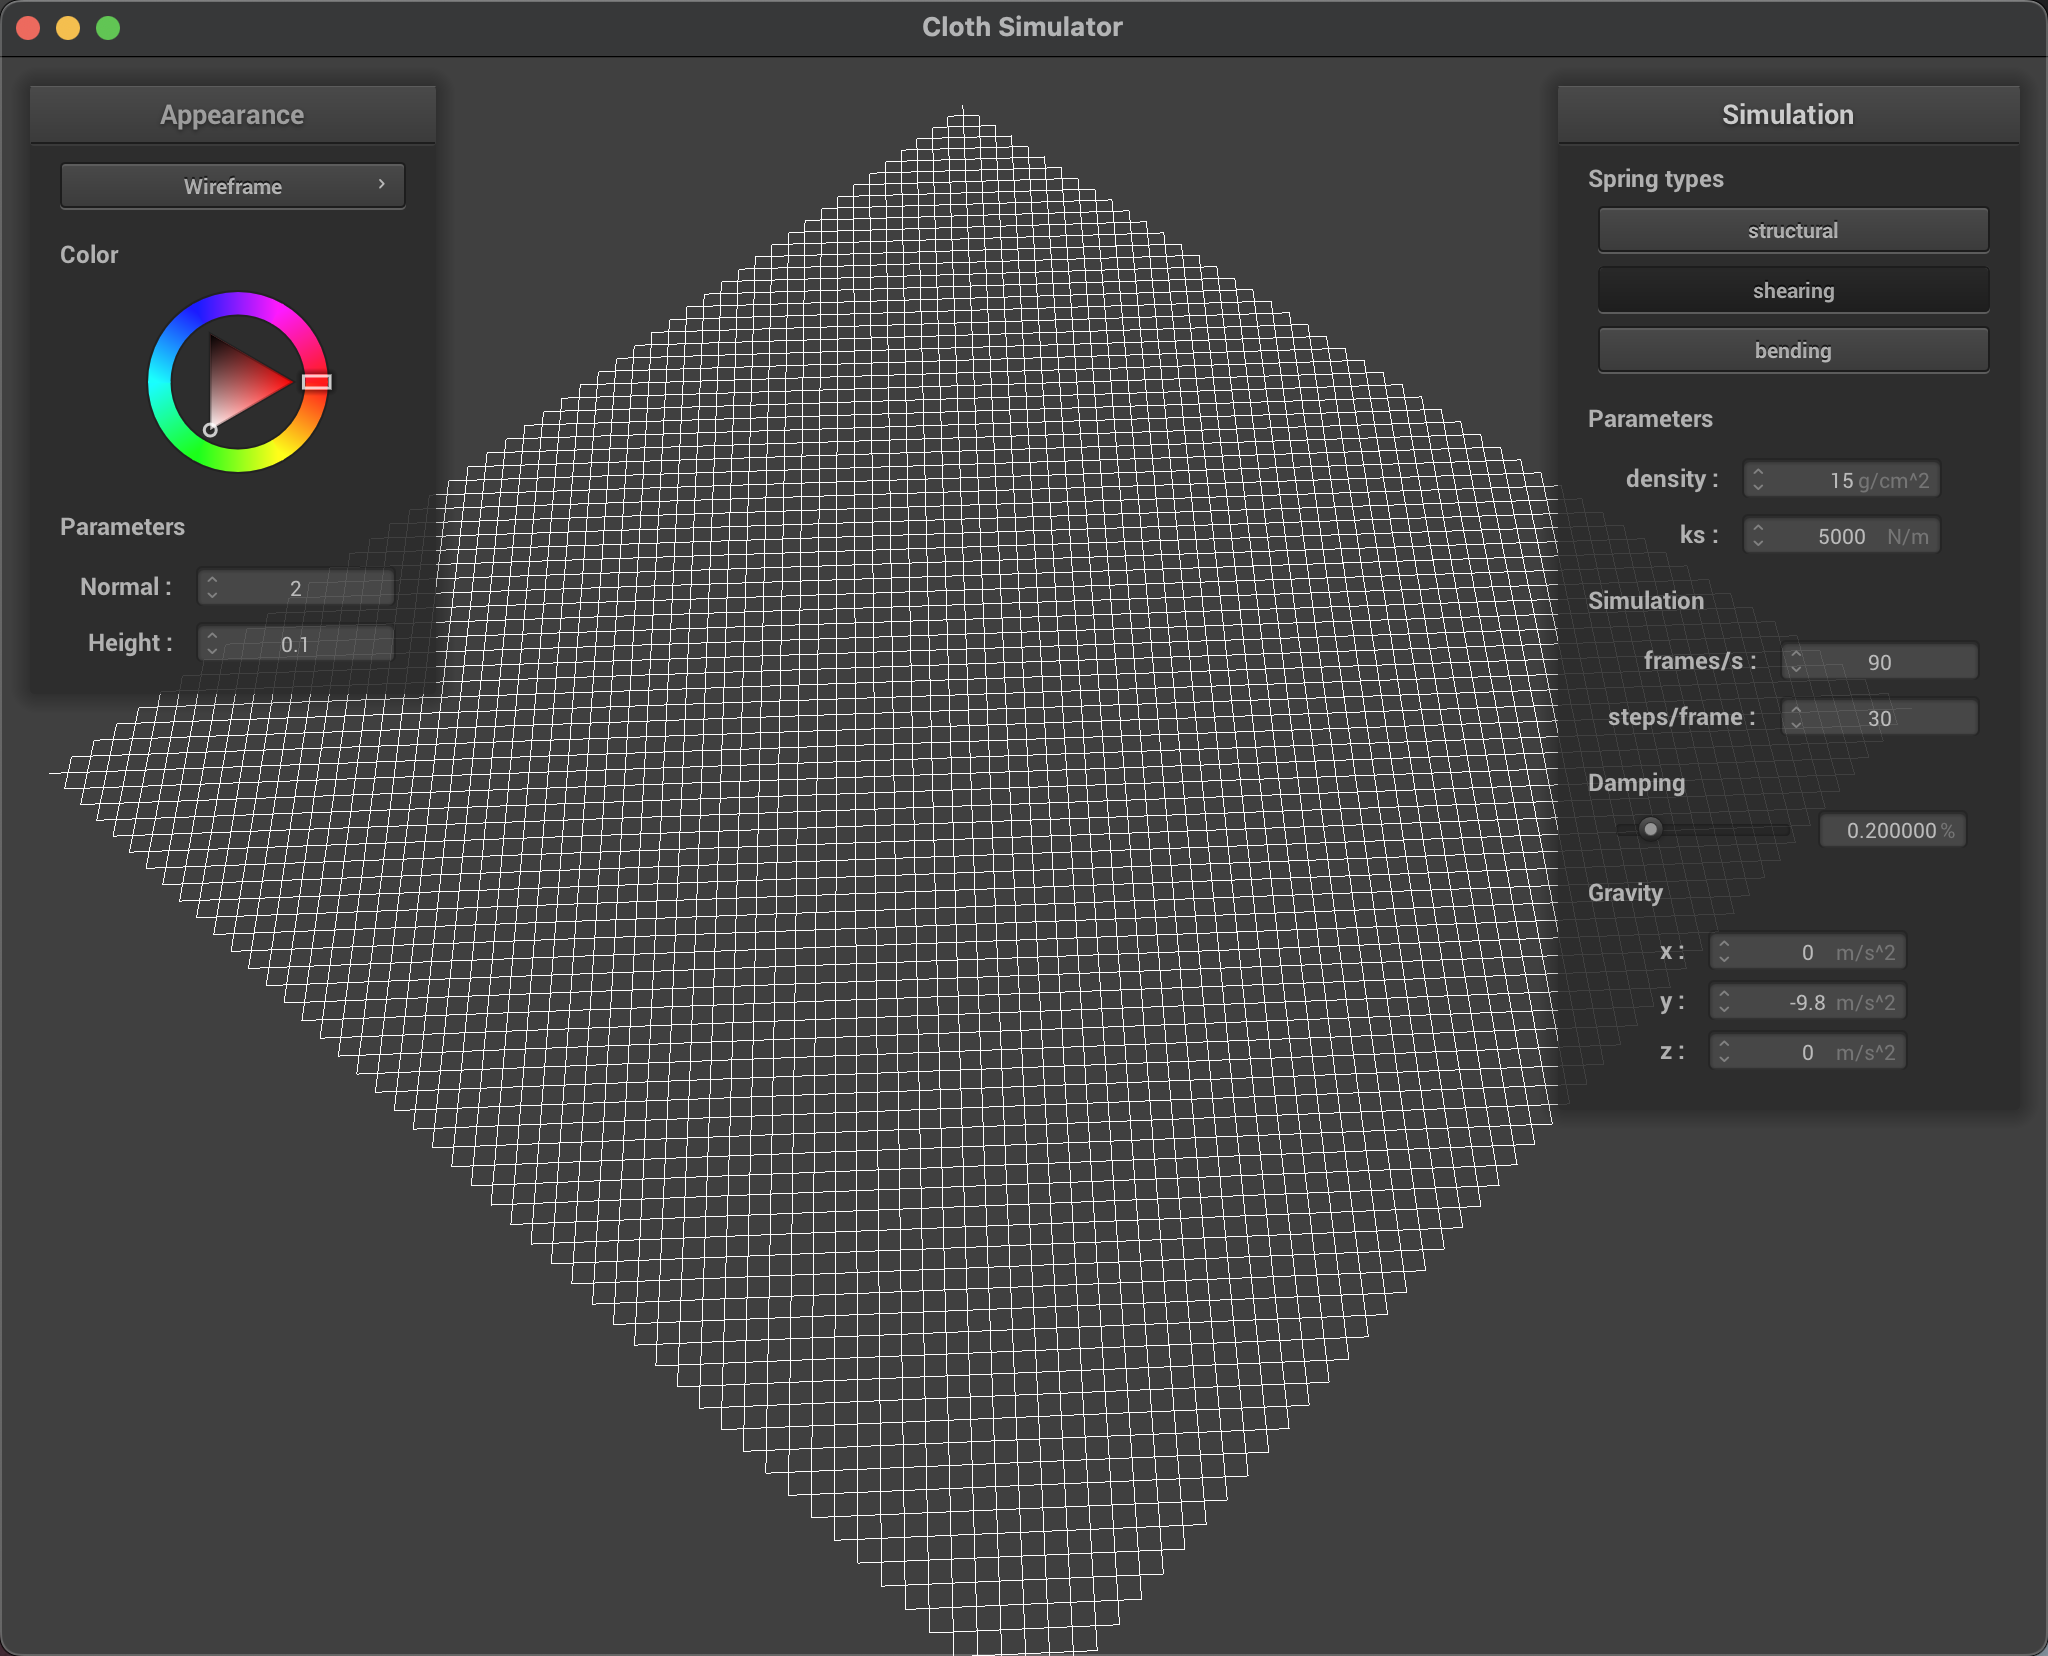 Cloth Simulator
Appearance
Wireframe
Color
Parameters
Normal : 2
Height : 0.1
Simulation
Spring types
structural
shearing
bending
Parameters
density : 15 g/cm^2
ks : 5000 N/m
Simulation
frames/s : 90
steps/frame : 30
Damping
0.200000 %
Gravity
x : 0 m/s^2
y : -9.8 m/s^2
z : 0 m/s^2